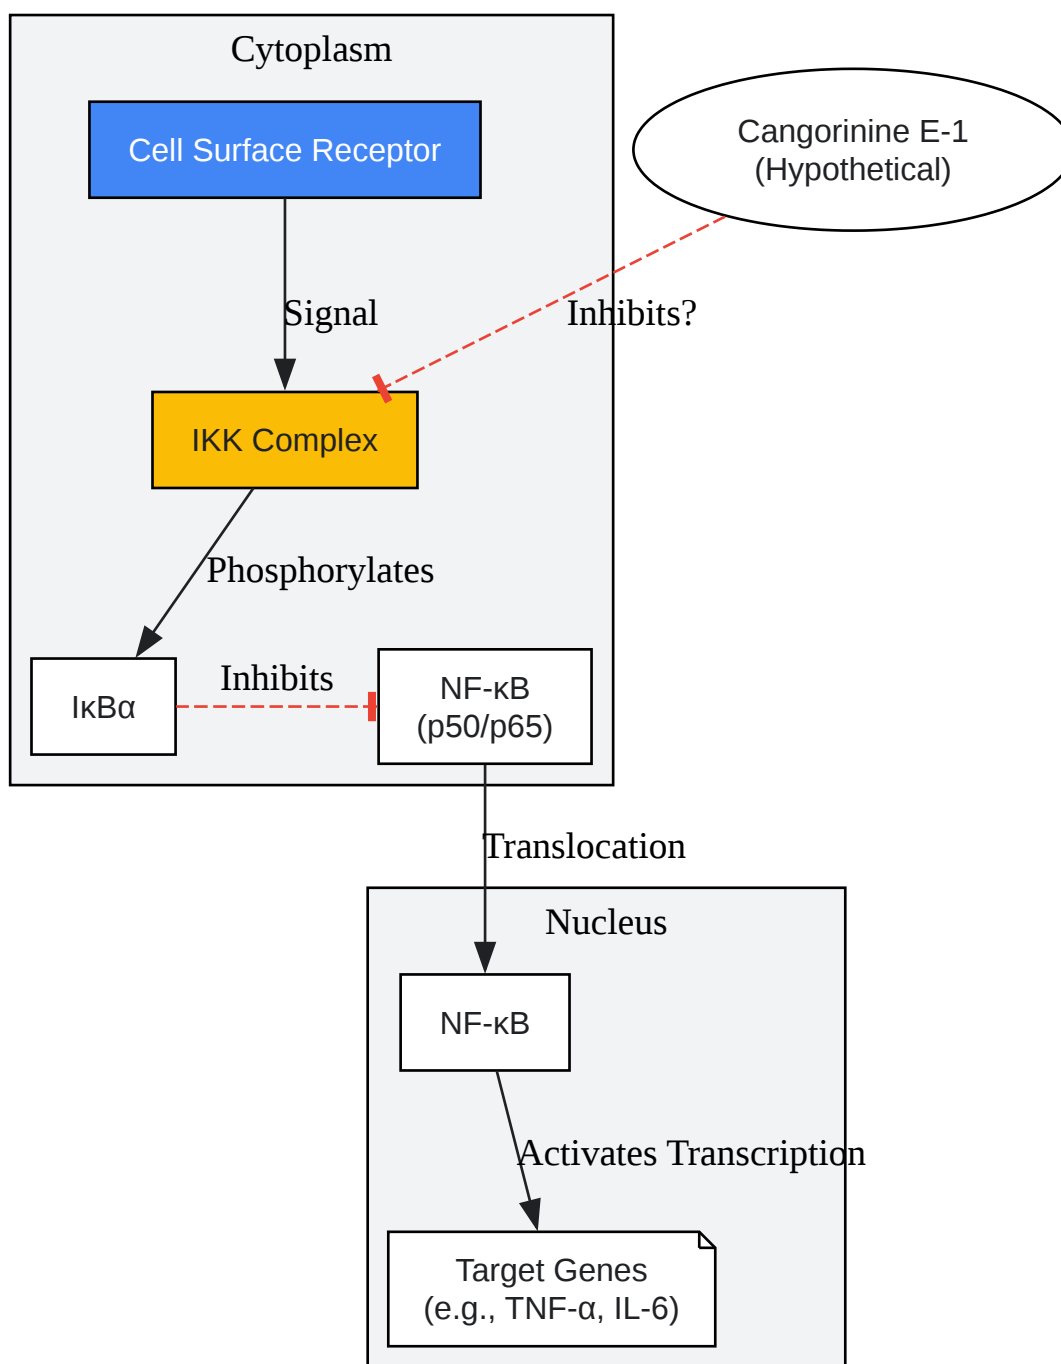 Cytoplasm
Cell Surface Receptor
Cangorinine E-1
(Hypothetical)
Signal
Inhibits?
IKK Complex
Phosphorylates
IκBα
Inhibits
NF-κB
(p50/p65)
Translocation
Nucleus
NF-κB
Activates Transcription
Target Genes
(e.g., TNF-α, IL-6)